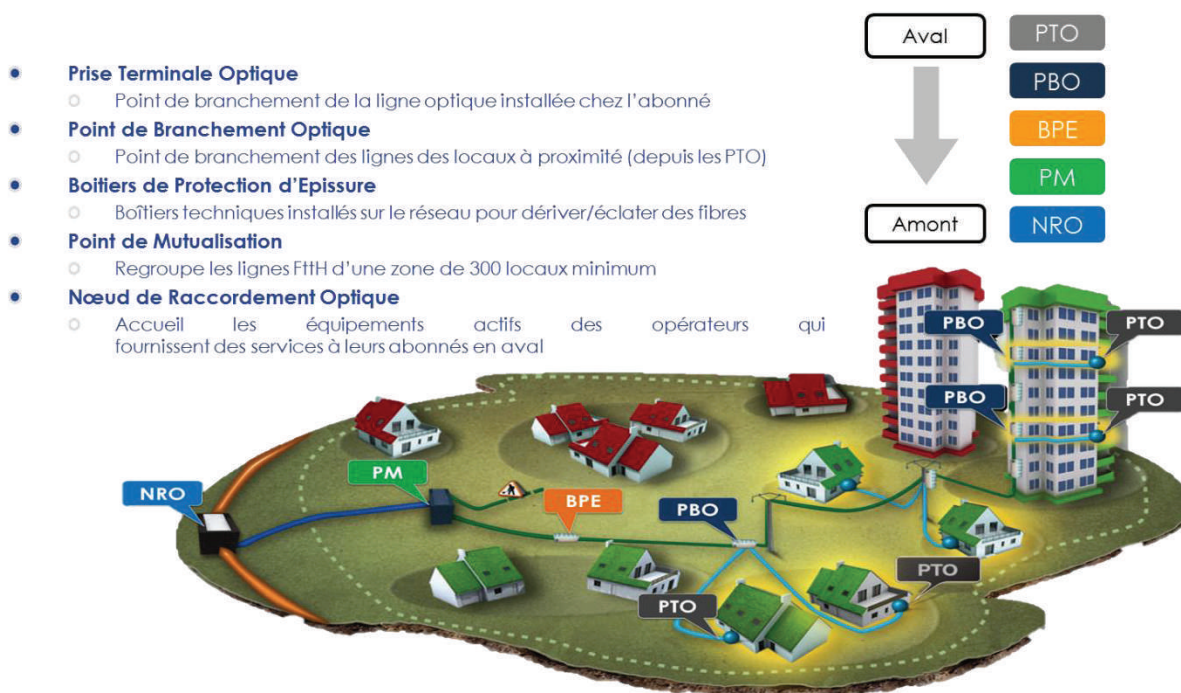 Prise Terminale Optique
Point de branchement de la ligne optique installée chez l'abonné
Point de Branchement Optique
Point de branchement des lignes des locaux à proximité (depuis les PTO)
Boitiers de Protection d'Epissure
Boîtiers techniques installés sur le réseau pour dériver/éclater des fibres
Point de Mutualisation
Regroupe les lignes FttH d'une zone de 300 locaux minimum
Nœud de Raccordement Optique
Accueil les équipements actifs des opérateurs qui
fournissent des services à leurs abonnés en aval
Aval
Amont
PTO
PBO
BPE
PM
NRO
PBO
PTO
PBO
PTO
PM
NRO
BPE
PBO
PTO
PTO